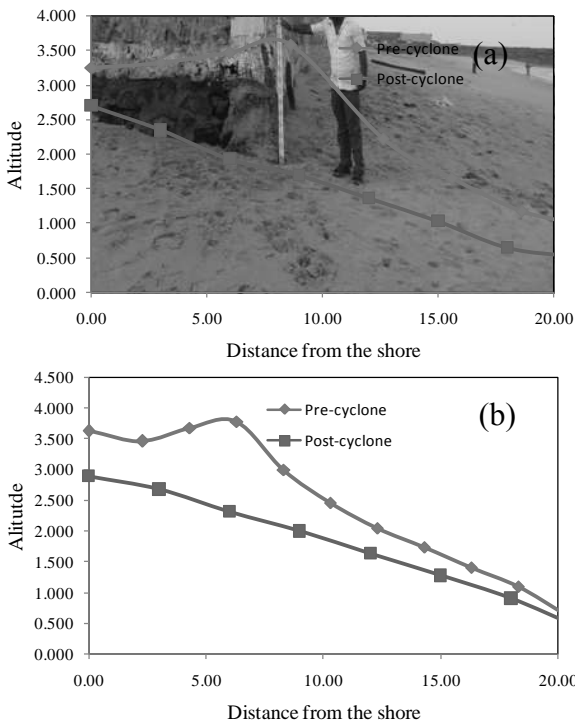 4.000
3.500
3.000
2.500
2.000
1.500
1.000
0.500
0.000
Altitude
Pre-cyclone
Post-cyclone
(a)
0.00 5.00 10.00 15.00 20.00
Distance from the shore
4.500
4.000
3.500
3.000
2.500
2.000
1.500
1.000
0.500
0.000
Alitutde
Pre-cyclone
Post-cyclone
(b)
0.00 5.00 10.00 15.00 20.00
Distance from the shore